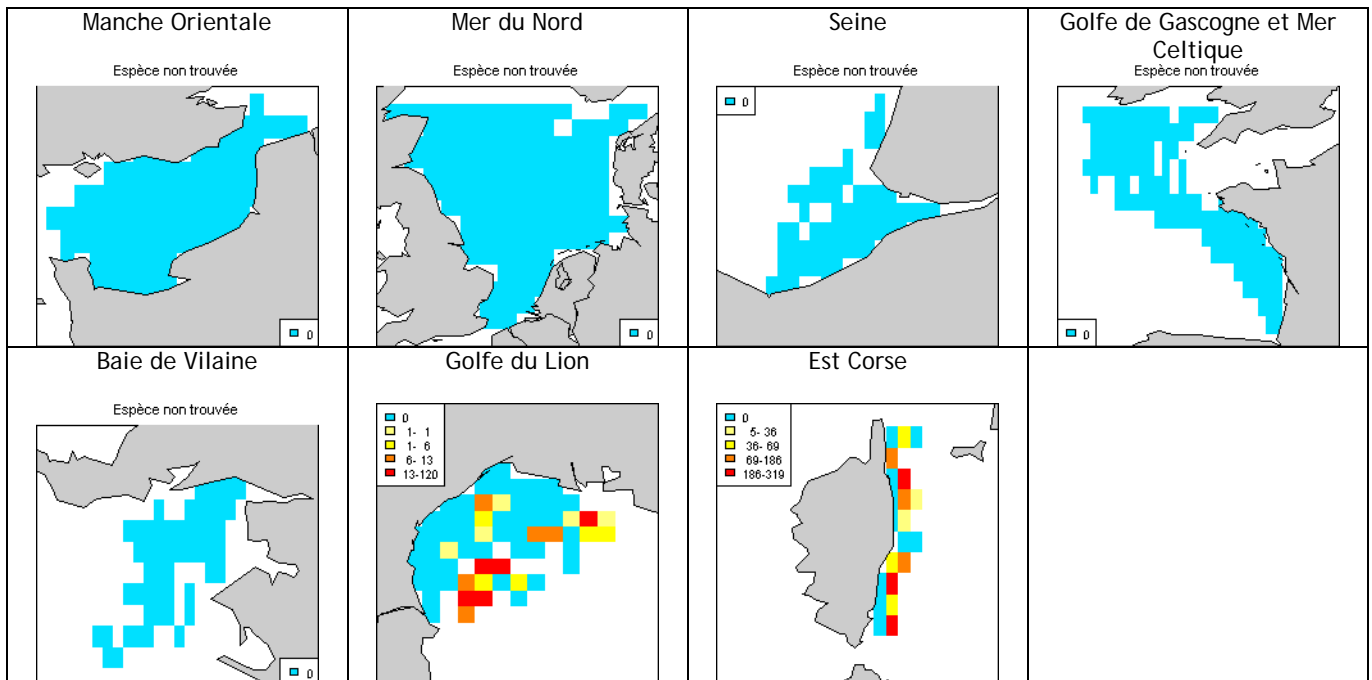 Manche Orientale
Espèce non trouvée
0
Mer du Nord
Espèce non trouvée
0
Seine
Espèce non trouvée
0
Golfe de Gascogne et Mer
Celtique
Espèce non trouvée
0
Baie de Vilaine
Espèce non trouvée
0
Golfe du Lion
0
1- 1
1- 6
6- 13
13-120
Est Corse
0
5- 36
36- 69
69-186
186-319